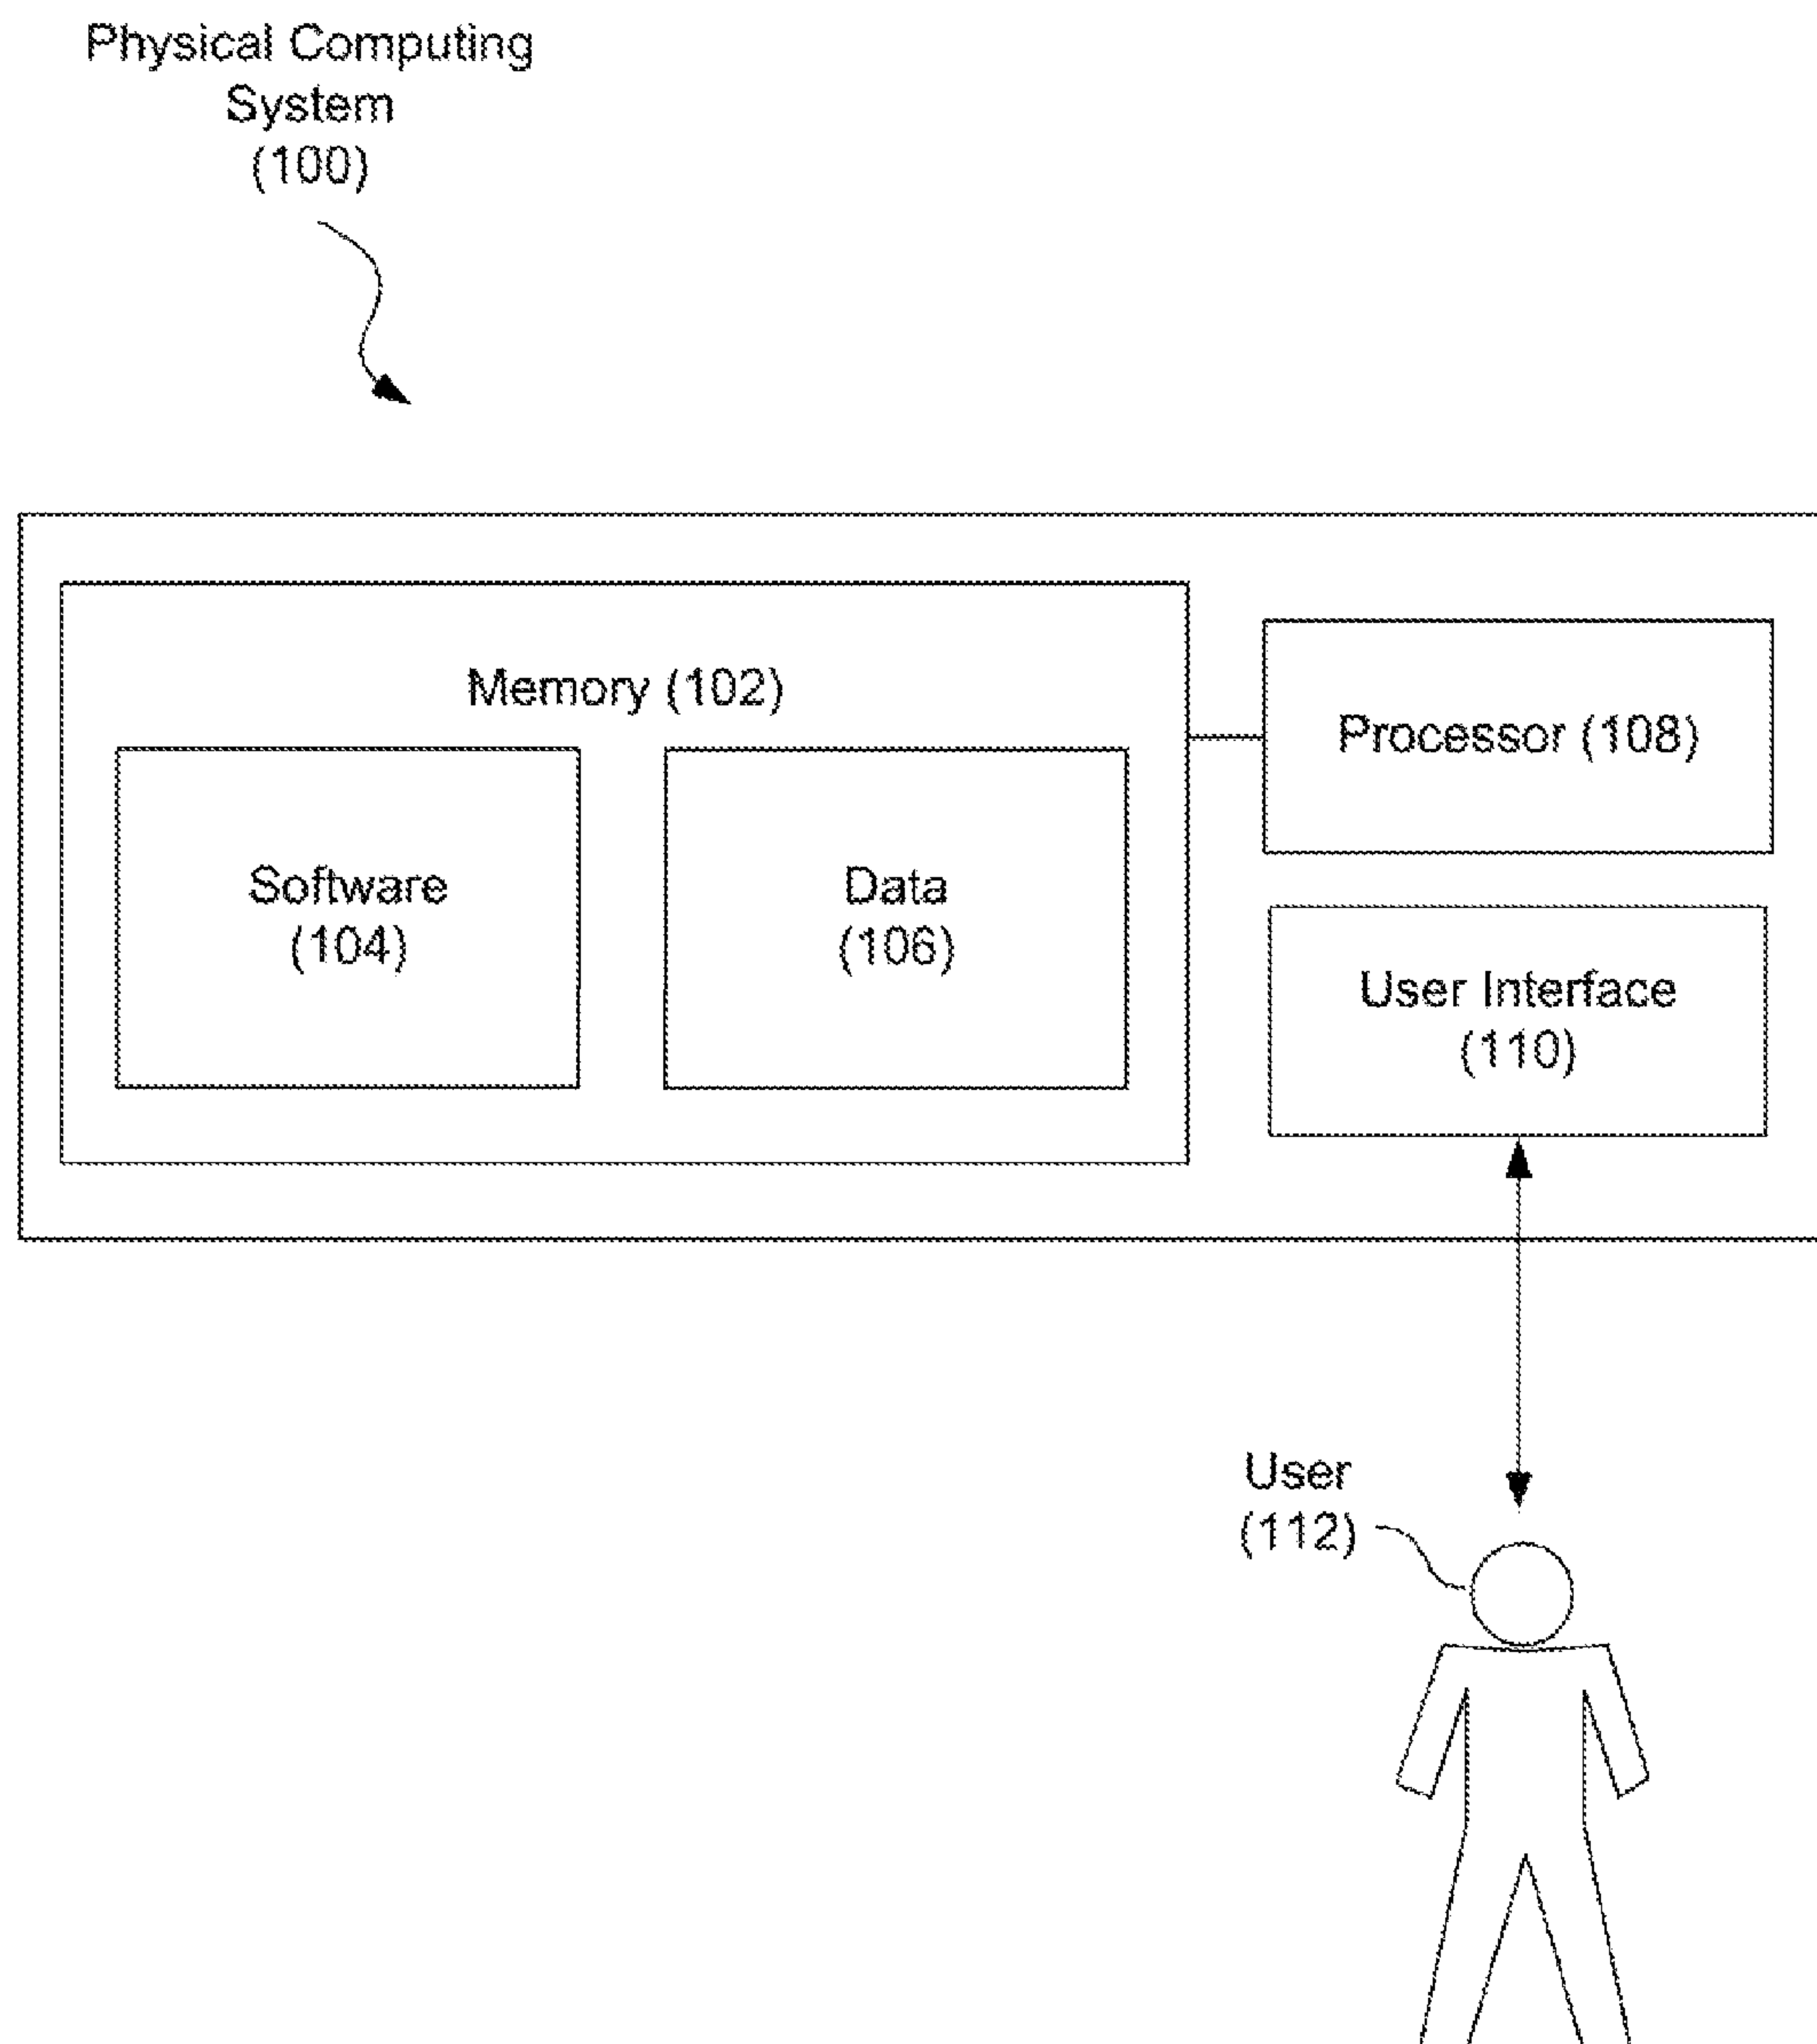 Physical Computing
System
(100)
Memory (102)
Processor (108)
Software
(104)
Data
(106)
User Interface
(110)
User
(112)